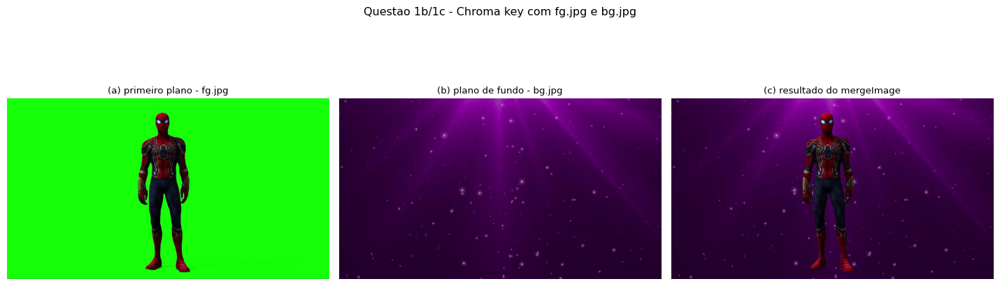 Questao 1b/1c - Chroma key com fg.jpg e bg.jpg
(a) primeiro plano - fg.jpg
(b) plano de fundo - bg.jpg
(c) resultado do mergeImage